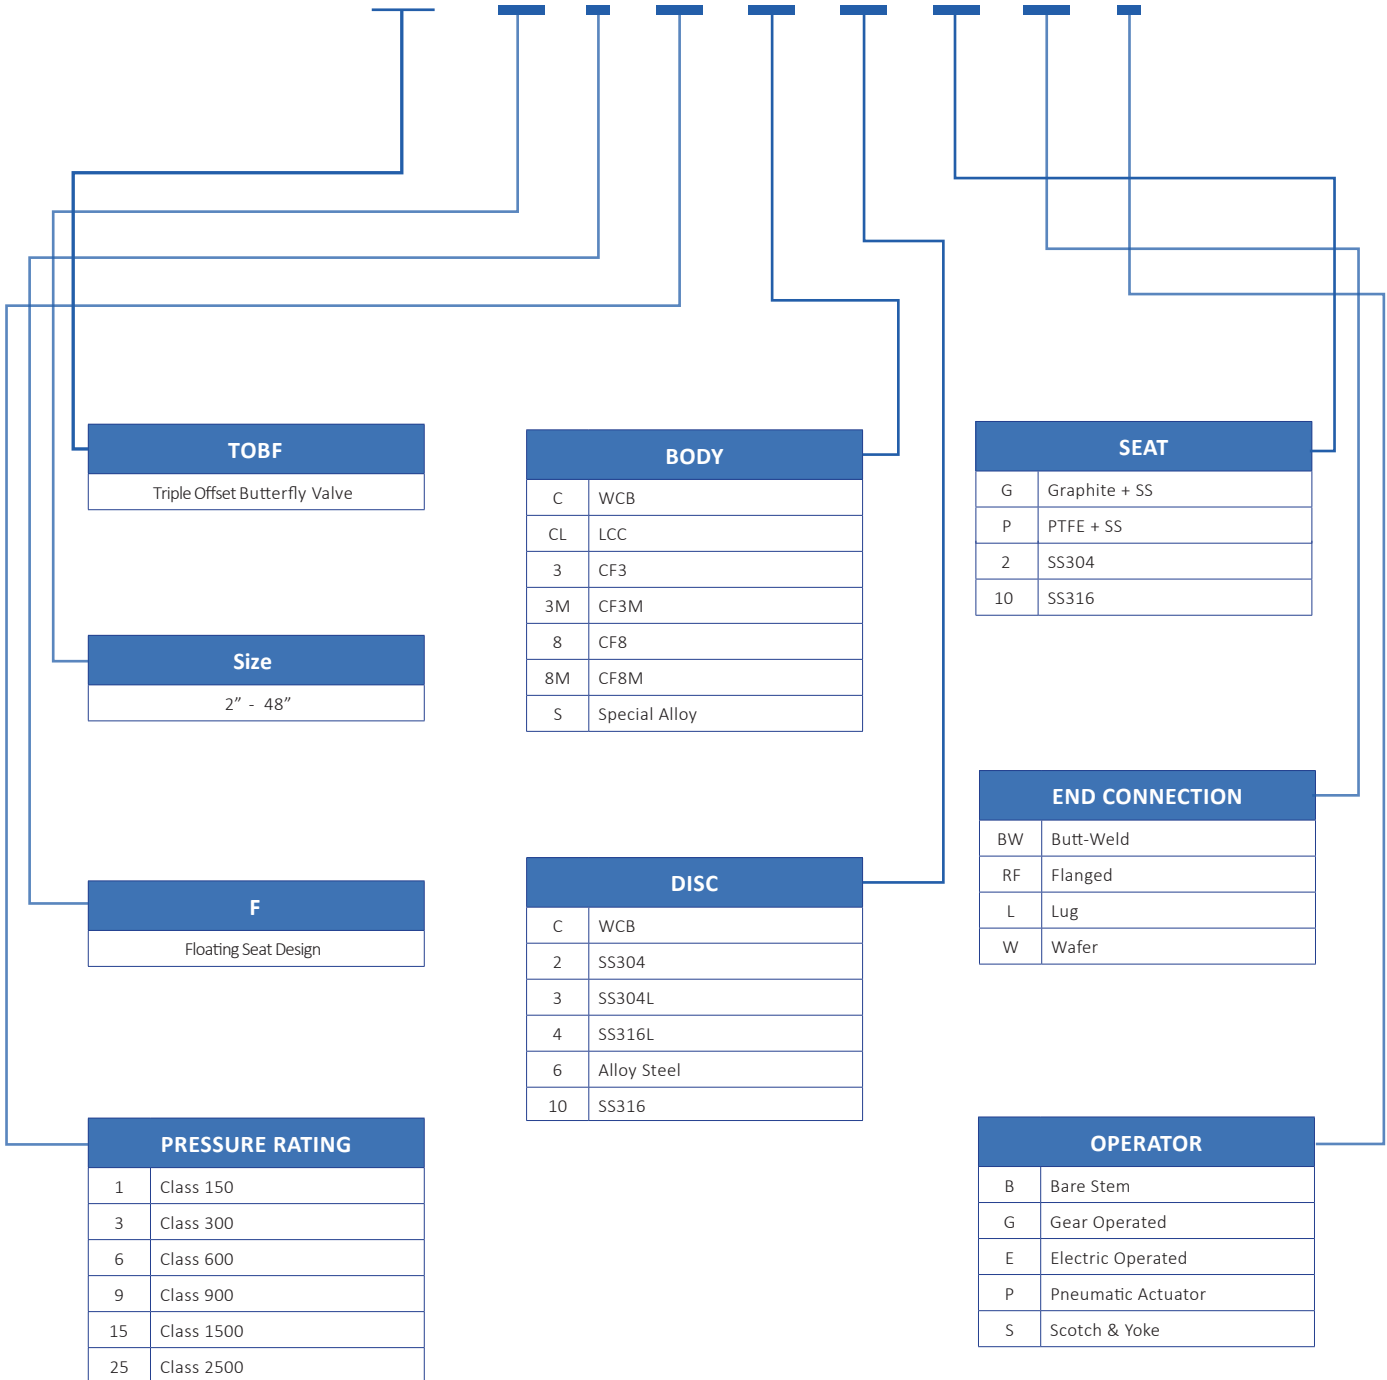 TOBF
Triple Offset Butterfly Valve
Size
2” - 48”
F
Floating Seat Design
PRESSURE RATING
1 Class 150
3 Class 300
6 Class 600
9 Class 900
15 Class 1500
25 Class 2500
BODY
C WCB
CL LCC
3 CF3
3M CF3M
8 CF8
8M CF8M
S Special Alloy
DISC
C WCB
2 SS304
3 SS304L
4 SS316L
6 Alloy Steel
10 SS316
SEAT
G Graphite + SS
P PTFE + SS
2 SS304
10 SS316
END CONNECTION
BW Butt-Weld
RF Flanged
L Lug
W Wafer
OPERATOR
B Bare Stem
G Gear Operated
E Electric Operated
P Pneumatic Actuator
S Scotch & Yoke